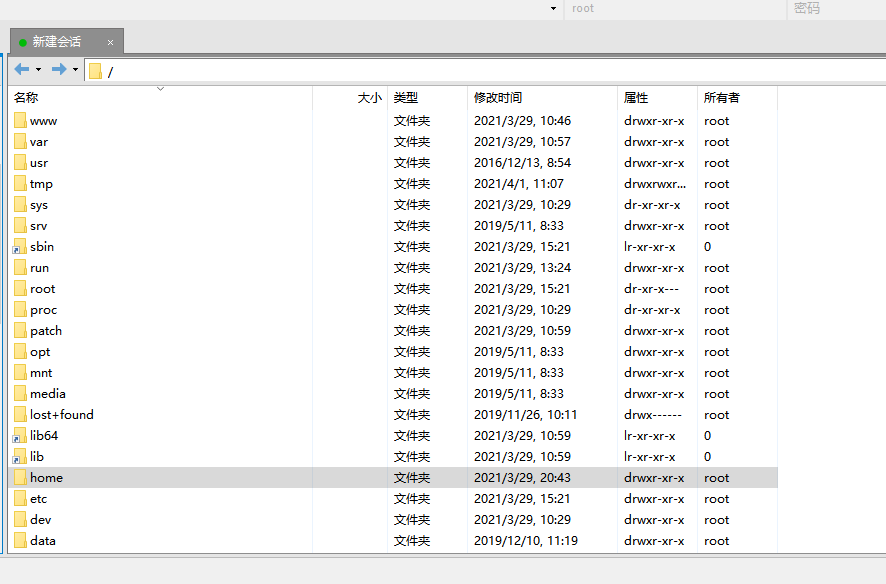 root 密码
新建会话 ×
/
名称 大小 类型 修改时间 属性 所有者
www 文件夹 2021/3/29, 10:46 drwxr-xr-x root
var 文件夹 2021/3/29, 10:57 drwxr-xr-x root
usr 文件夹 2016/12/13, 8:54 drwxr-xr-x root
tmp 文件夹 2021/4/1, 11:07 drwxrwxr... root
sys 文件夹 2021/3/29, 10:29 dr-xr-xr-x root
srv 文件夹 2019/5/11, 8:33 drwxr-xr-x root
sbin 文件夹 2021/3/29, 15:21 lr-xr-xr-x 0
run 文件夹 2021/3/29, 13:24 drwxr-xr-x root
root 文件夹 2021/3/29, 15:21 dr-xr-x--- root
proc 文件夹 2021/3/29, 10:29 dr-xr-xr-x root
patch 文件夹 2021/3/29, 10:59 drwxr-xr-x root
opt 文件夹 2019/5/11, 8:33 drwxr-xr-x root
mnt 文件夹 2019/5/11, 8:33 drwxr-xr-x root
media 文件夹 2019/5/11, 8:33 drwxr-xr-x root
lost+found 文件夹 2019/11/26, 10:11 drwx------ root
lib64 文件夹 2021/3/29, 10:59 lr-xr-xr-x 0
lib 文件夹 2021/3/29, 10:59 lr-xr-xr-x 0
home 文件夹 2021/3/29, 20:43 drwxr-xr-x root
etc 文件夹 2021/3/29, 15:21 drwxr-xr-x root
dev 文件夹 2021/3/29, 10:29 drwxr-xr-x root
data 文件夹 2019/12/10, 11:19 drwxr-xr-x root